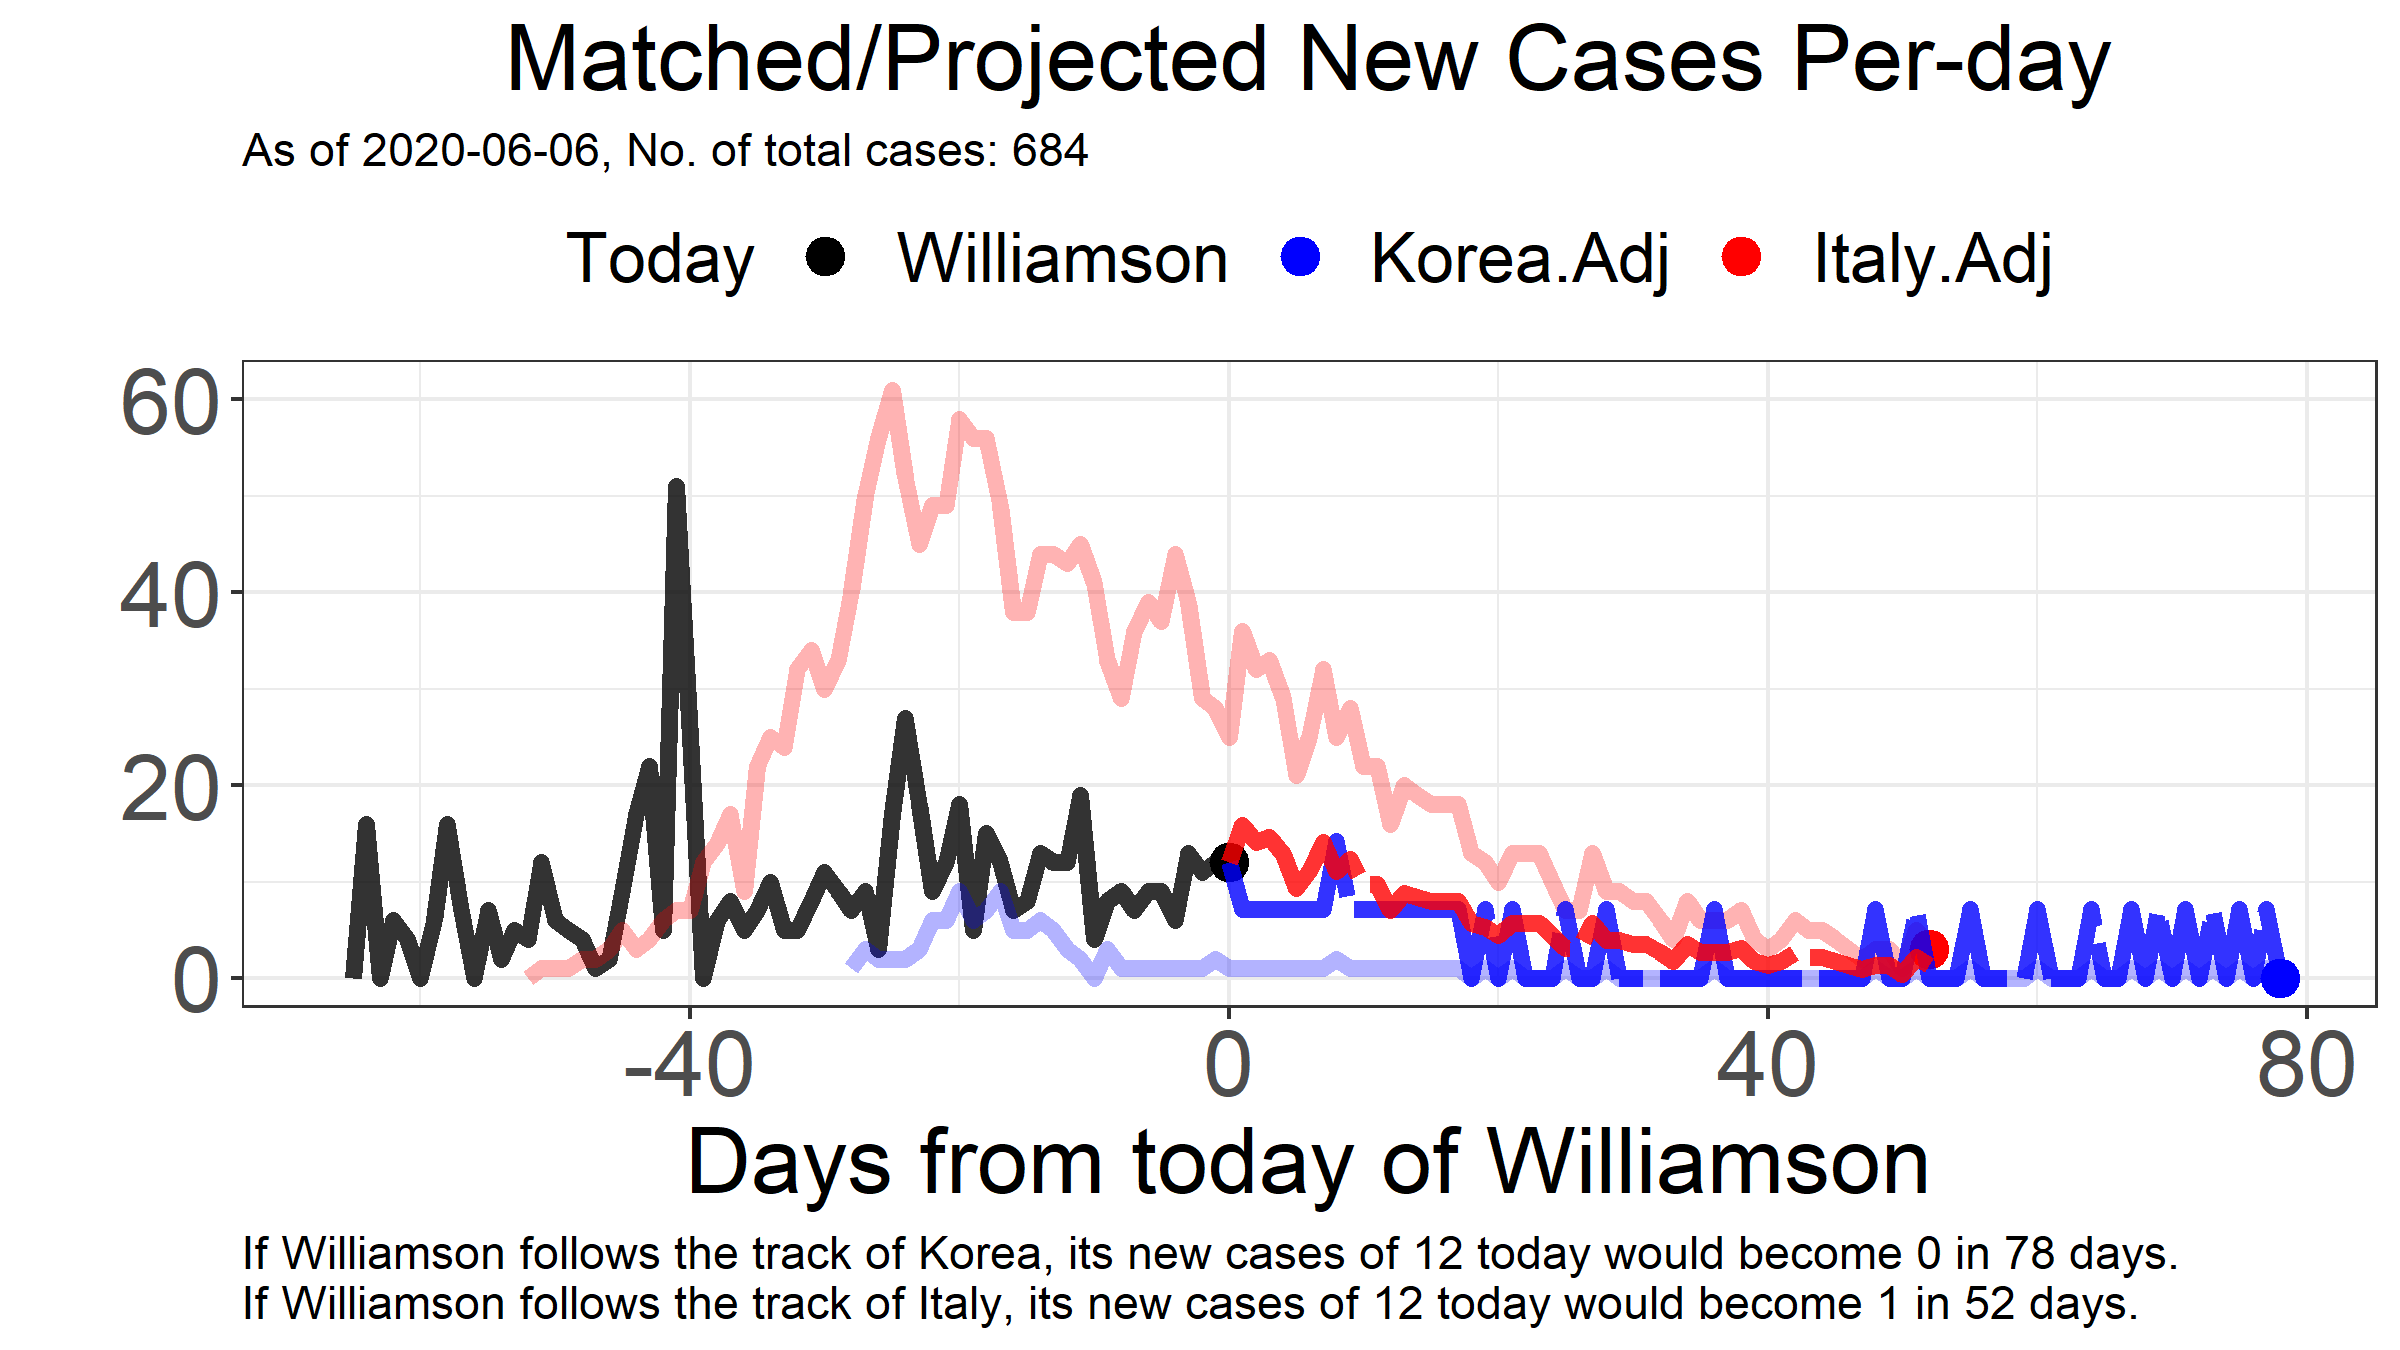 Matched/Projected New Cases Per-day
As of 2020-06-06, No. of total cases: 684
Today Williamson Korea.Adj Italy.Adj
60
40
20
0
-40 0 40 80
Days from today of Williamson
If Williamson follows the track of Korea, its new cases of 12 today would become 0 in 78 days.
If Williamson follows the track of Italy, its new cases of 12 today would become 1 in 52 days.